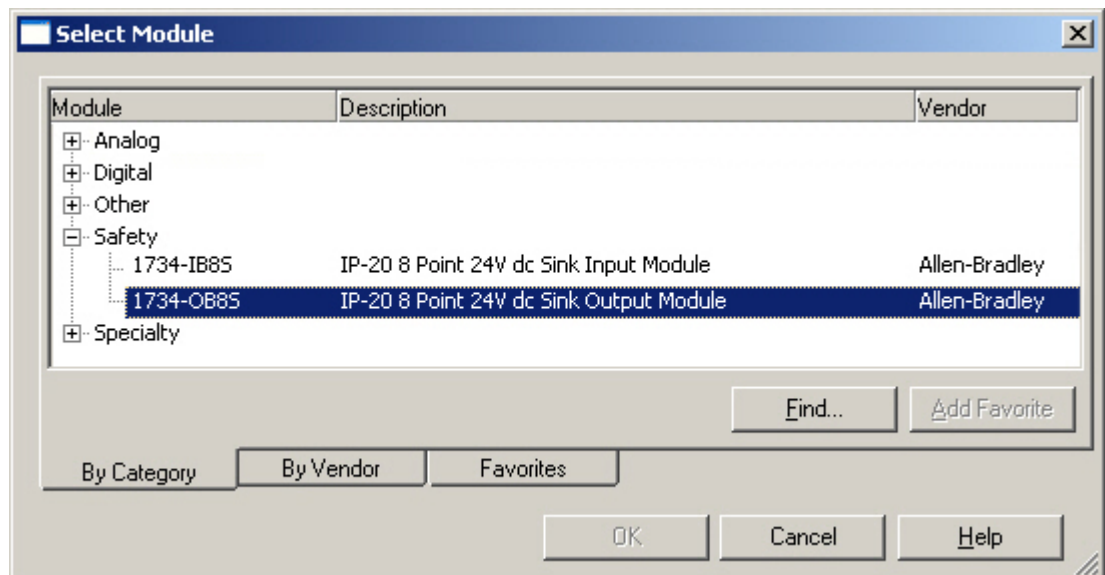 Select Module
Module Description Vendor
Analog
Digital
Other
Safety
1734-IB8S IP-20 8 Point 24V dc Sink Input Module Allen-Bradley
1734-OB8S IP-20 8 Point 24V dc Sink Output Module Allen-Bradley
Specialty
Find... Add Favorite
By Category By Vendor Favorites
OK Cancel Help